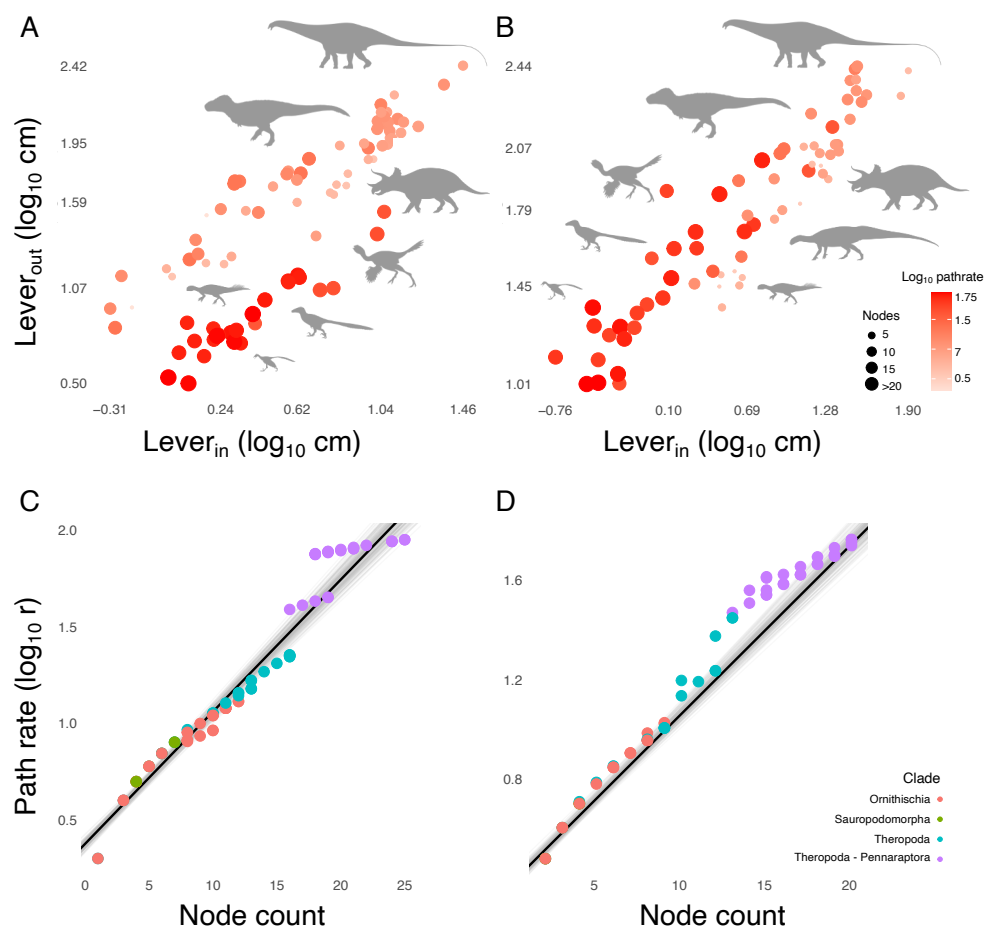 A
2.42
1.95
1.59
1.07
0.50
−0.31
0.24
0.62
1.04
1.46
Lever_out (log_10 cm)
Lever_in (log_10 cm)
B
2.44
2.07
1.79
1.45
1.01
−0.76
0.10
0.69
1.28
1.90
Lever_in (log_10 cm)
Log_10 pathrate
1.75
1.5
7
0.5
Nodes
5
10
15
>20
C
2.0
1.5
1.0
0.5
0
5
10
15
20
25
Path rate (log_10 r)
Node count
D
1.6
1.2
0.8
5
10
15
20
Node count
Clade
Ornithischia
Sauropodomorpha
Theropoda
Theropoda - Pennaraptora